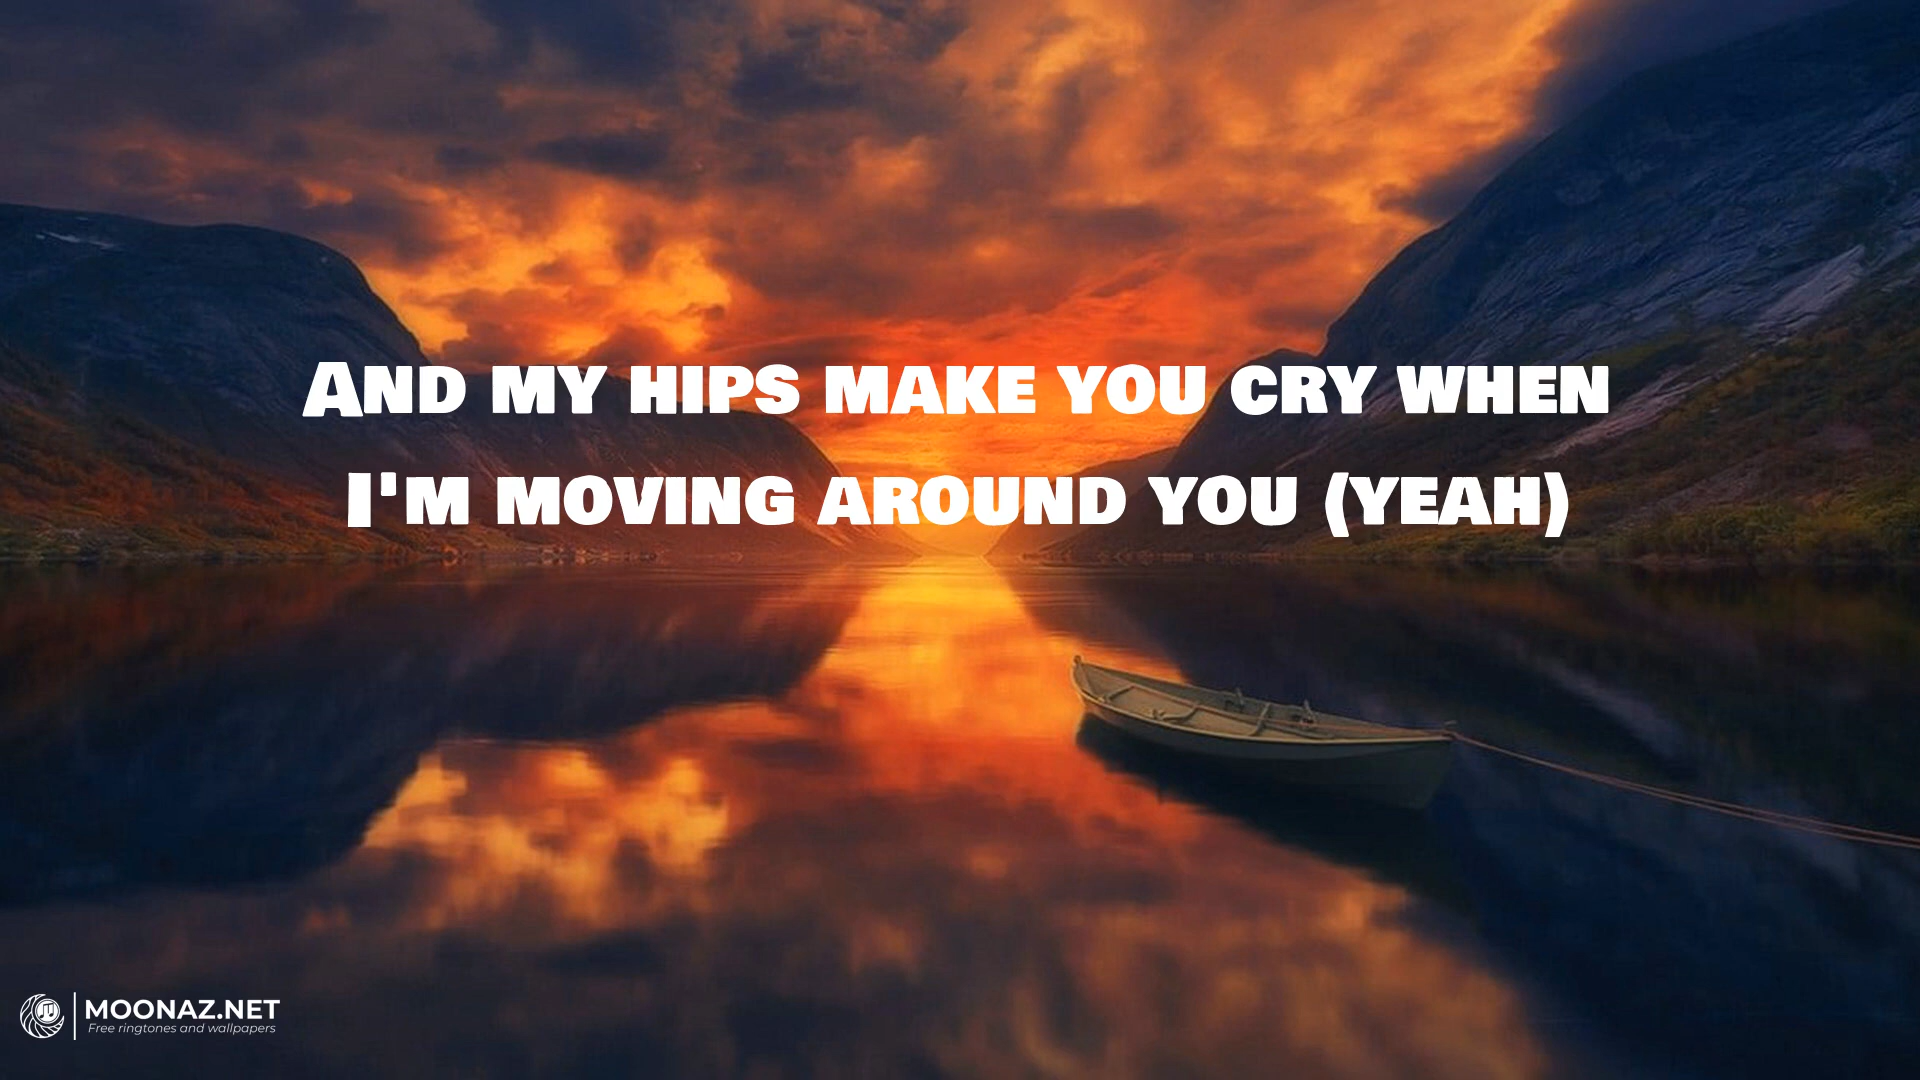 And my hips make you cry when
I'm moving around you (yeah)
MOONAZ.NET
Free ringtones and wallpapers